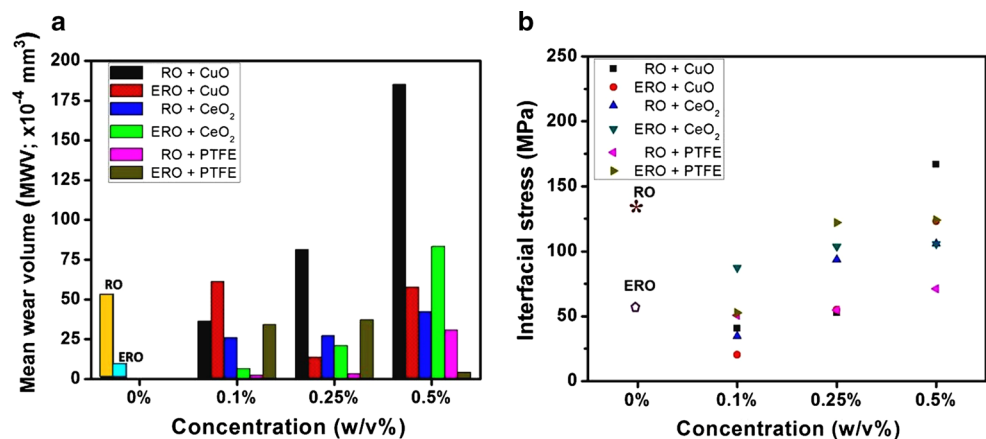 a
Mean wear volume (MWV; x10⁻⁴ mm³)
200
175
150
125
100
75
50
25
0
RO + CuO
ERO + CuO
RO + CeO₂
ERO + CeO₂
RO + PTFE
ERO + PTFE
RO
ERO
0%
0.1%
0.25%
0.5%
Concentration (w/v%)
b
Interfacial stress (MPa)
250
200
150
100
50
0
RO + CuO
ERO + CuO
RO + CeO₂
ERO + CeO₂
RO + PTFE
ERO + PTFE
RO
ERO
0%
0.1%
0.25%
0.5%
Concentration (w/v%)